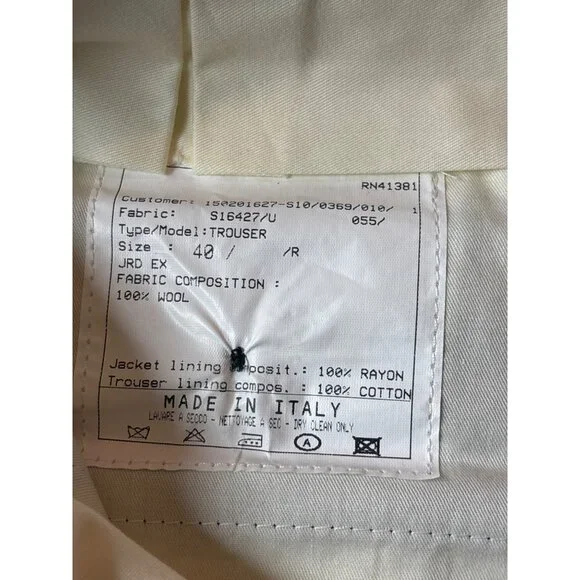 RN41381
Customer: 150201627-S10/0369/010/ 1
Fabric: S16427/U 055/
Type/Model: TROUSER
Size : 40 / /R
JRD EX
FABRIC COMPOSITION :
100% WOOL
Jacket lining posit.: 100% RAYON
Trouser lining compos. : 100% COTTON
MADE IN ITALY
LAVARE A SECCO - NETTOYAGE A SEC - DRY CLEAN ONLY
A